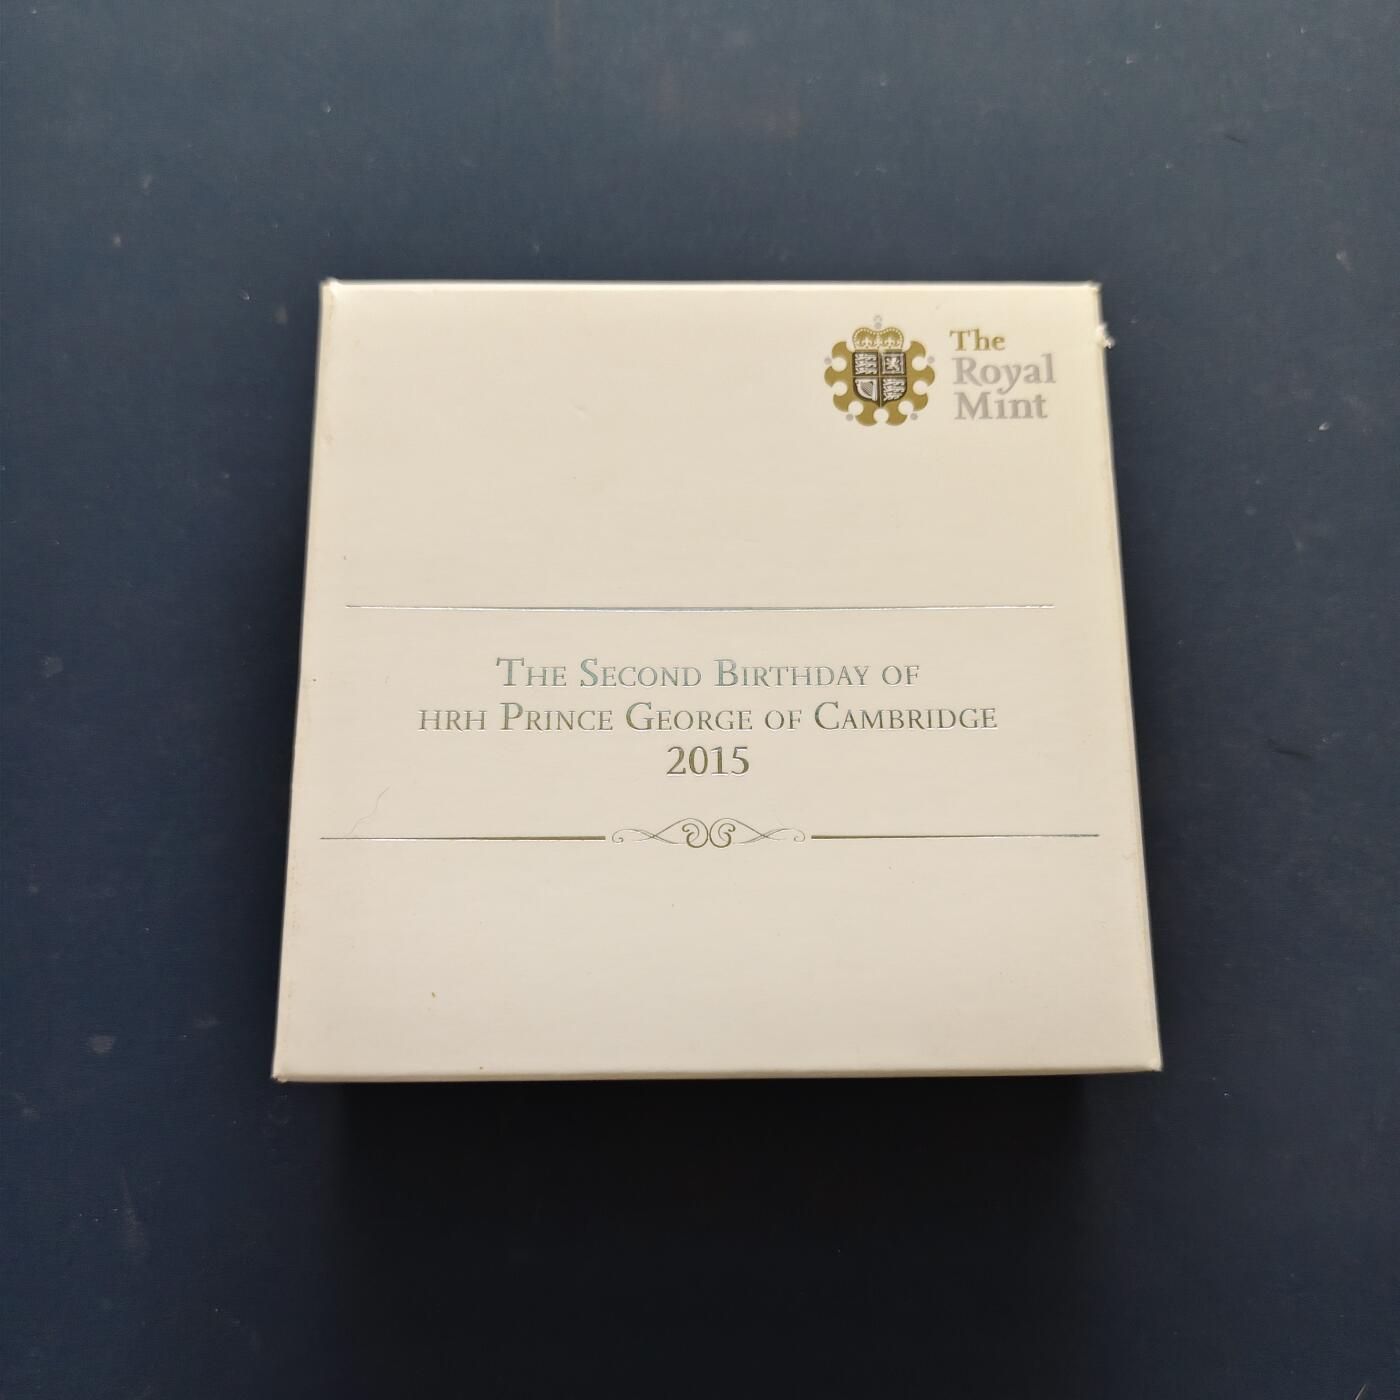 The
Royal
Mint
The Second Birthday of
HRH Prince George of Cambridge
2015